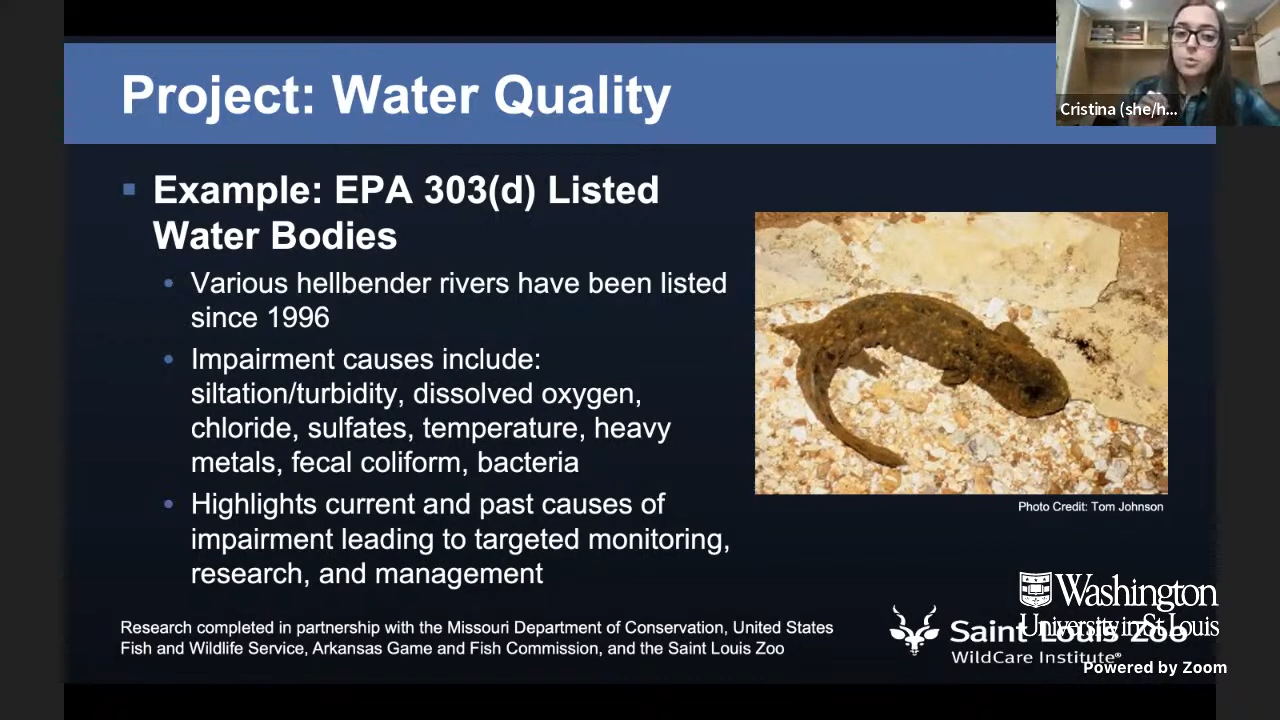 Project: Water Quality
Cristina (she/h...
Example: EPA 303(d) Listed
Water Bodies
Various hellbender rivers have been listed
since 1996
Impairment causes include:
siltation/turbidity, dissolved oxygen,
chloride, sulfates, temperature, heavy
metals, fecal coliform, bacteria
Highlights current and past causes of
impairment leading to targeted monitoring,
research, and management
Photo Credit: Tom Johnson
Research completed in partnership with the Missouri Department of Conservation, United States
Fish and Wildlife Service, Arkansas Game and Fish Commission, and the Saint Louis Zoo
Washington
University in St Louis
Saint Louis Zoo
WildCare Institute®
Powered by Zoom